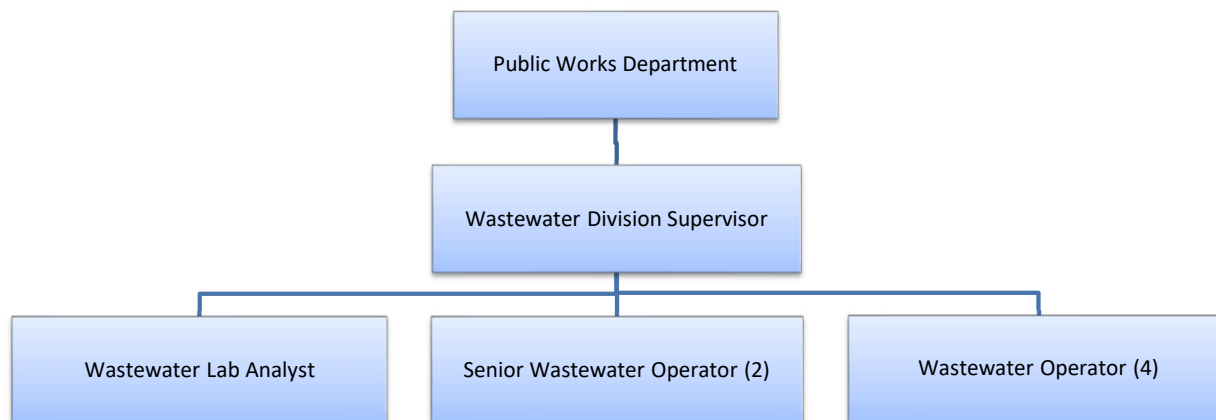 Public Works Department
Wastewater Division Supervisor
Wastewater Lab Analyst
Senior Wastewater Operator (2)
Wastewater Operator (4)